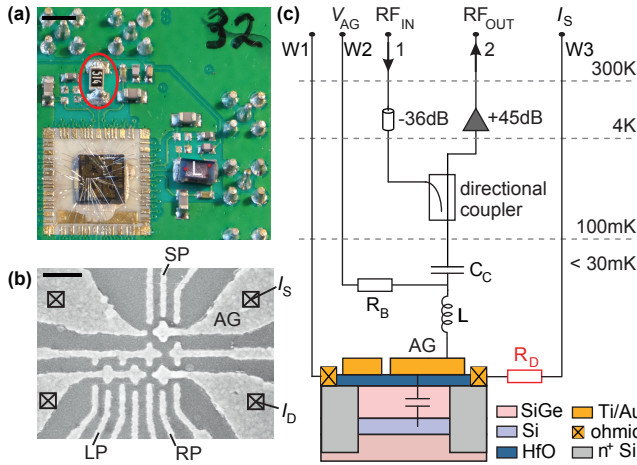 (a)
32
514
L
(b)
SP
I_S
AG
I_D
LP
RP
(c)
W1
V_AG
W2
RF_IN
1
RF_OUT
2
I_S
W3
300K
-36dB
+45dB
4K
directional
coupler
100mK
< 30mK
C_C
R_B
L
AG
R_D
SiGe
Si
HfO
Ti/Au
ohmic
n+ Si